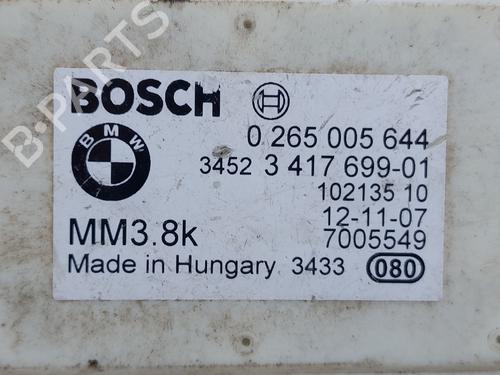 B-PARTS
BOSCH
0 265 005 644
BMW
3452 3 417 699-01
102135 10
12-11-07
MM3.8k
7005549
Made in Hungary 3433 080